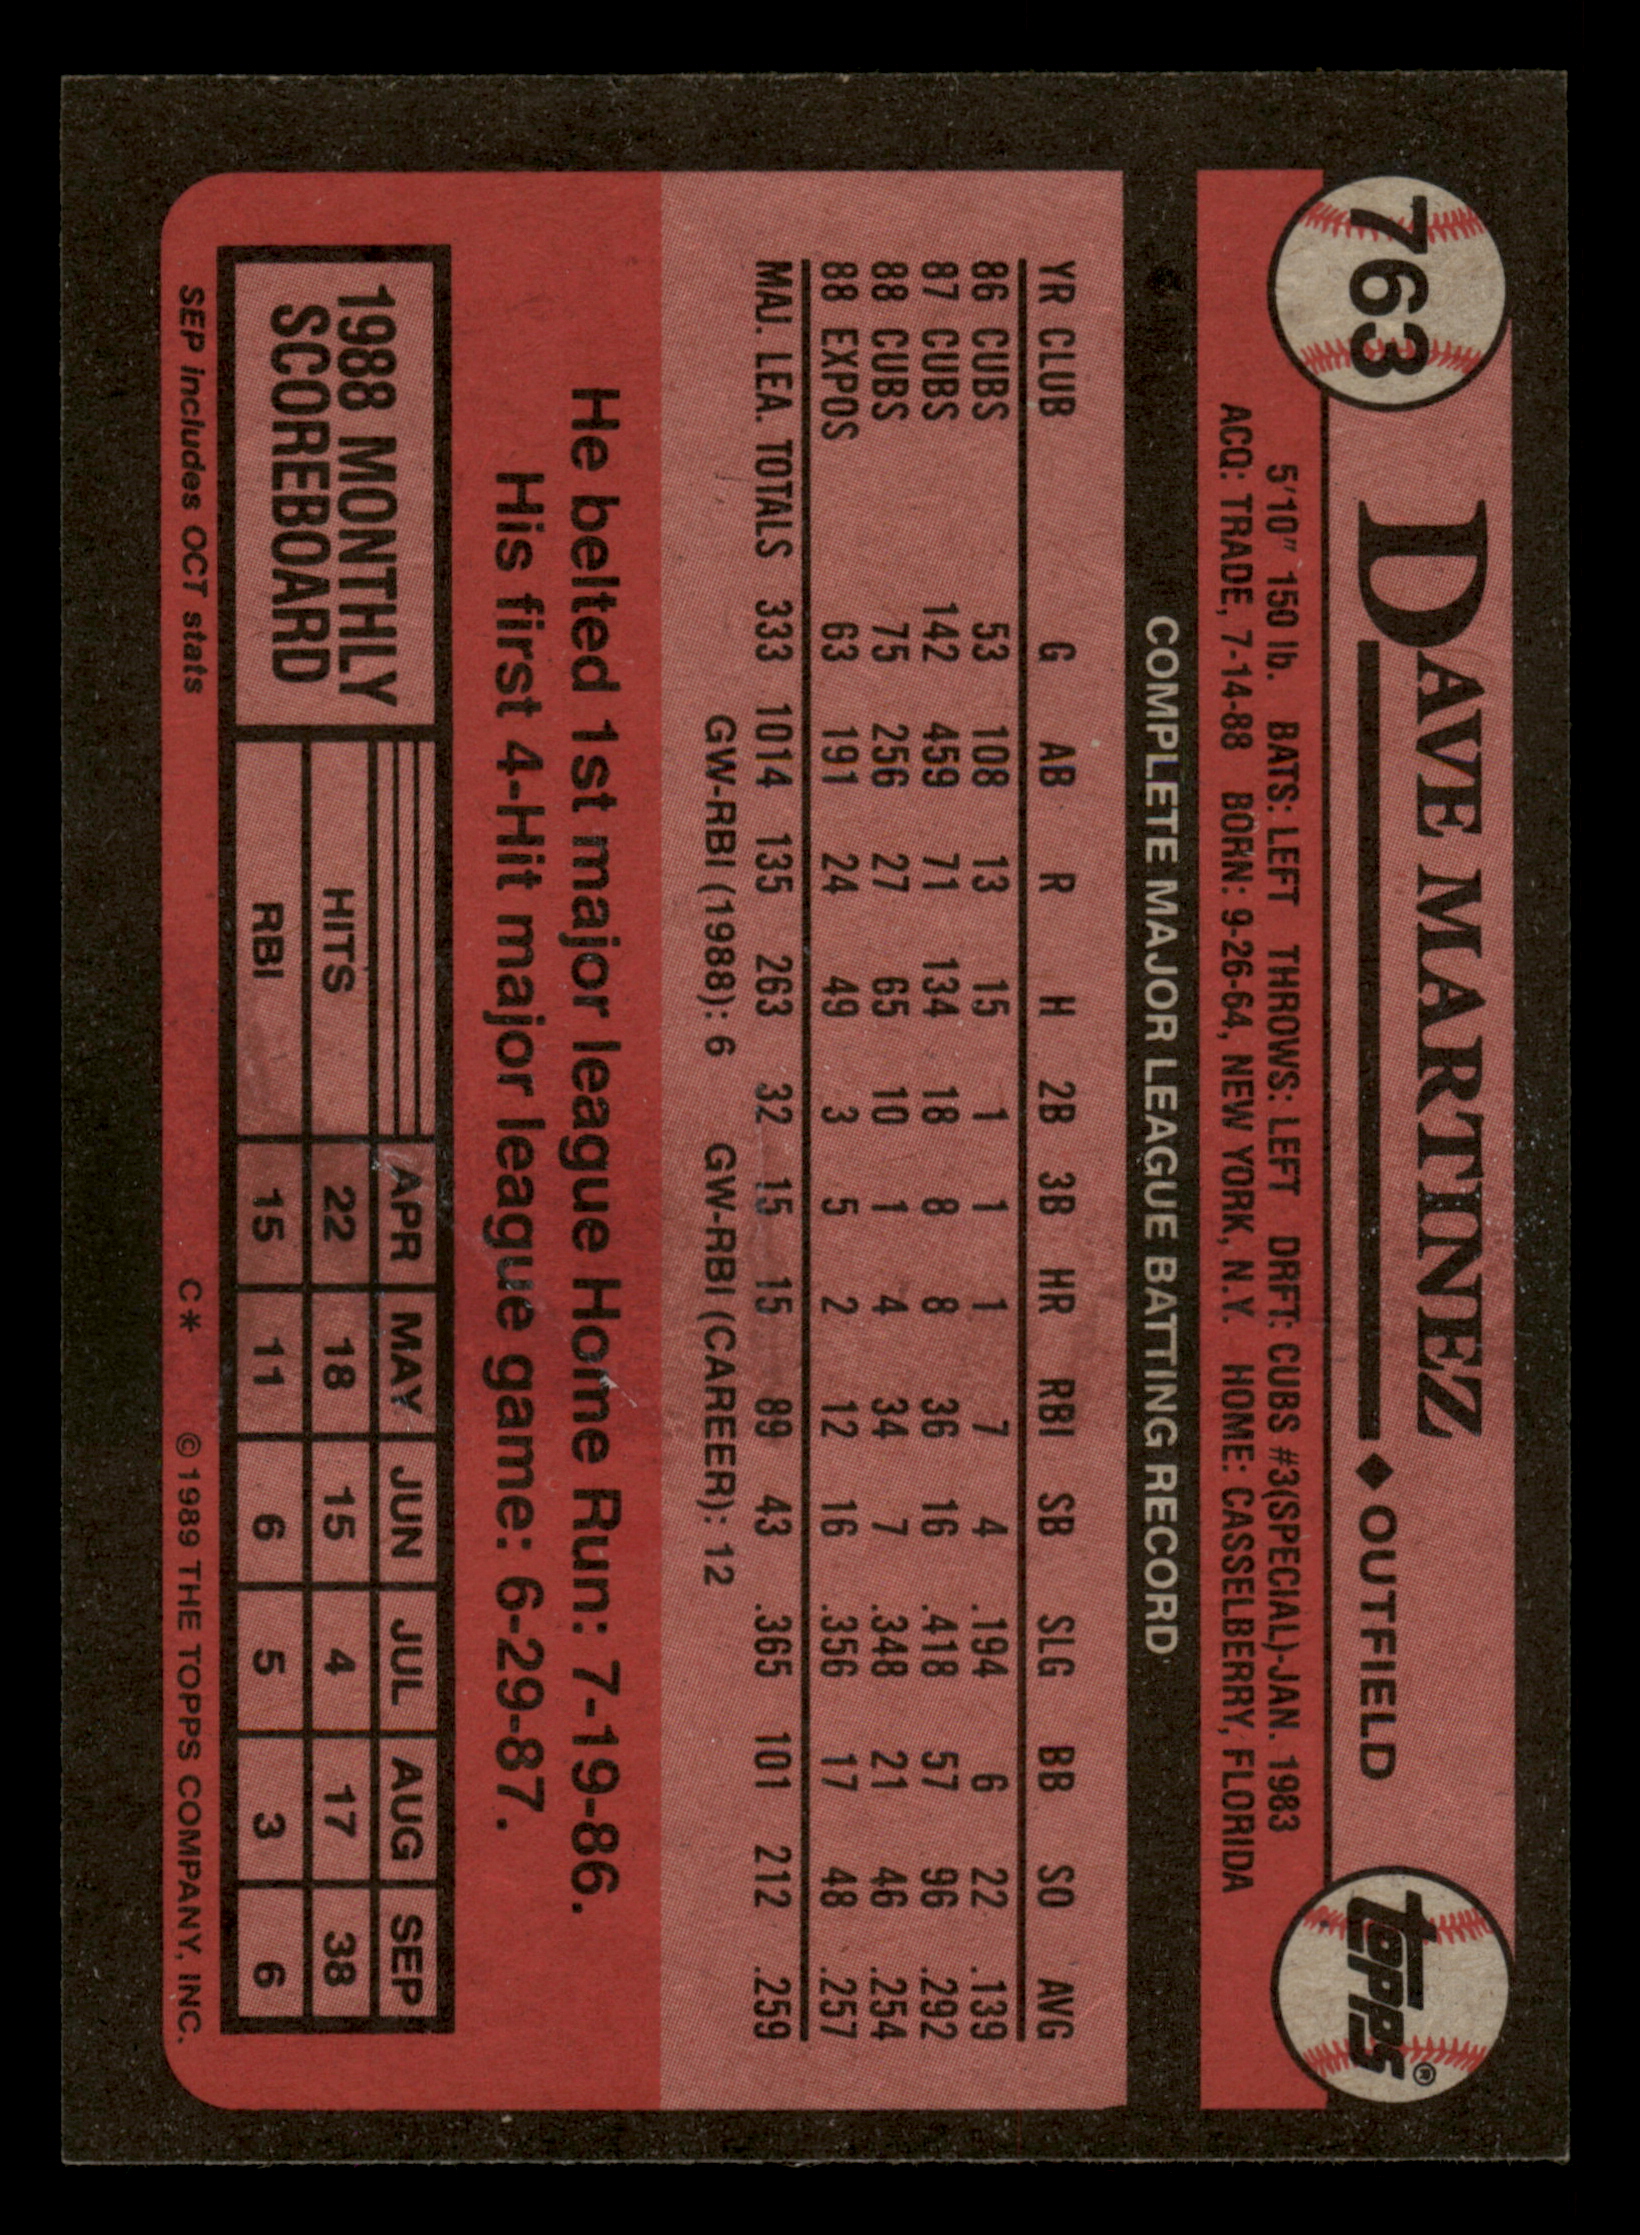 763
DAVE MARTINEZ ◆ OUTFIELD
topps®
5'10" 150 lb. BATS: LEFT THROWS: LEFT DRFT: CUBS #3(SPECIAL)-JAN. 1983
ACQ: TRADE, 7-14-88 BORN: 9-26-64, NEW YORK, N.Y. HOME: CASSELBERRY, FLORIDA
COMPLETE MAJOR LEAGUE BATTING RECORD
YR CLUB G AB R H 2B 3B HR RBI SB SLG BB SO AVG
86 CUBS 53 108 13 15 1 1 1 7 4 .194 6 22 .139
87 CUBS 142 459 71 134 18 8 8 36 16 .418 57 96 .292
88 CUBS 75 256 27 65 10 1 4 34 7 .348 21 46 .254
88 EXPOS 63 191 24 49 3 5 2 12 16 .356 17 48 .257
MAJ. LEA. TOTALS 333 1014 135 263 32 15 15 89 43 .365 101 212 .259
GW-RBI (1988): 6 GW-RBI (CAREER): 12
He belted 1st major league Home Run: 7-19-86.
His first 4-Hit major league game: 6-29-87.
1988 MONTHLY
SCOREBOARD
APR MAY JUN JUL AUG SEP
HITS 22 18 15 4 17 38
RBI 15 11 6 5 3 6
SEP includes OCT stats C* ©1989 THE TOPPS COMPANY, INC.